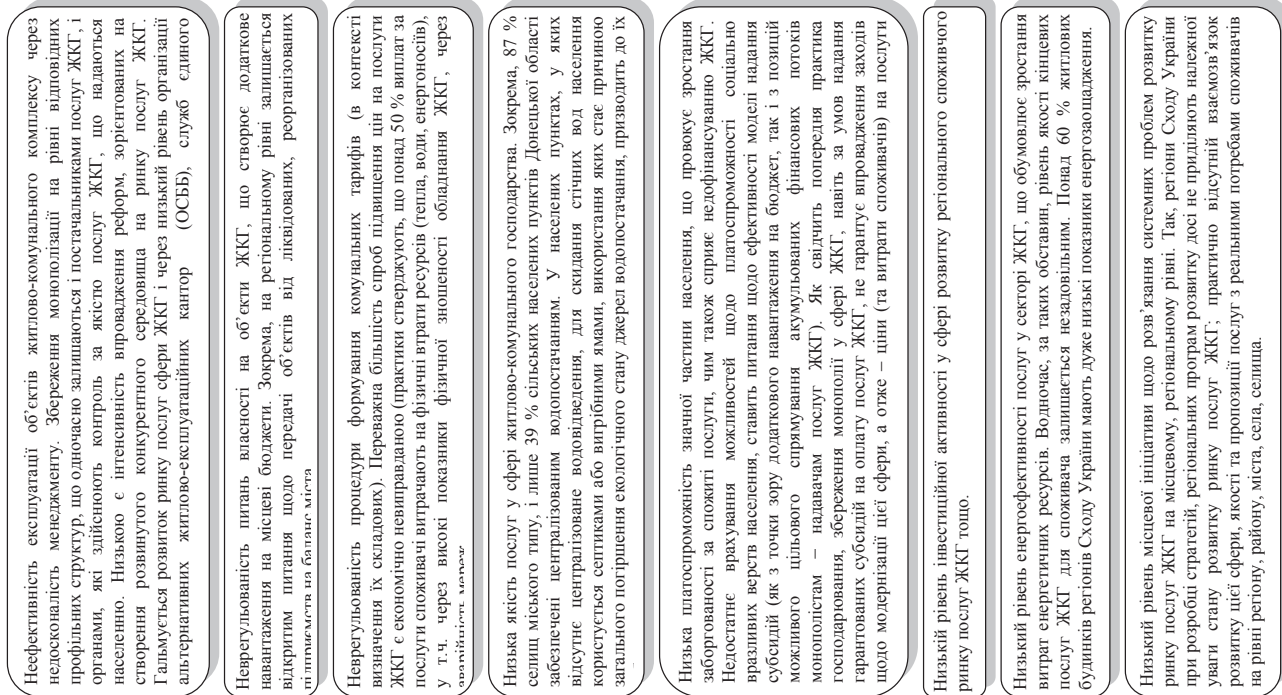 Неефективність експлуатації об'єктів житлово-комунального комплексу через
недосконалість менеджменту. Збереження монополізації на рівні відповідних
профільних структур, що одночасно залишаються і постачальниками послуг ЖКГ, і
органами, які здійснюють контроль за якістю послуг ЖКГ, що надаються
населенню. Низькою є інтенсивність впровадження реформ, зорієнтованих на
створення розвинутого конкурентного середовища на ринку послуг ЖКГ.
Гальмується розвиток ринку послуг сфери ЖКГ і через низький рівень організації
альтернативних житлово-експлуатаційних кантор (ОСББ), служб єдиного
Неврегульованість питань власності на об'єкти ЖКГ, що створює додаткове
навантаження на місцеві бюджети. Зокрема, на регіональному рівні залишається
відкритим питання щодо передачі об'єктів від ліквідованих, реорганізованих
підприємств на баланс міста
Неврегульованість процедури формування комунальних тарифів (в контексті
визначення їх складових). Переважна більшість спроб підвищення цін на послуги
ЖКГ є економічно невиправданою (практики стверджують, що понад 50 % виплат за
послуги споживачі витрачають на фізичні втрати ресурсів (тепла, води, енергоносіїв),
у т.ч. через високі показники фізичної зношеності обладнання ЖКГ, через
аварійність мереж
Низька якість послуг у сфері житлово-комунального господарства. Зокрема, 87 %
селищ міського типу, і лише 39 % сільських населених пунктів Донецької області
забезпечені централізованим водопостачанням. У населених пунктах, у яких
відсутнє централізоване водовідведення, для скидання стічних вод населення
користується септиками або вигрібними ямами, використання яких стає причиною
загального погіршення екологічного стану джерел водопостачання, призводить до їх
Низька платоспроможність значної частини населення, що провокує зростання
заборгованості за спожиті послуги, чим також сприяє недофінансуванню ЖКГ.
Недостатнє врахування можливостей щодо платоспроможності соціально
вразливих верств населення, ставить питання щодо ефективності моделі надання
субсидій (як з точки зору додаткового навантаження на бюджет, так і з позицій
можливого цільового спрямування акумульованих фінансових потоків
монополістам – надавачам послуг ЖКГ). Як свідчить попередня практика
господарювання, збереження монополії у сфері ЖКГ, навіть за умов надання
гарантованих субсидій на оплату послуг ЖКГ, не гарантує впровадження заходів
щодо модернізації цієї сфери, а отже – ціни (та витрати споживачів) на послуги
Низькій рівень інвестиційної активності у сфері розвитку регіонального споживчого
ринку послуг ЖКГ тощо.
Низький рівень енергоефективності послуг у секторі ЖКГ, що обумовлює зростання
витрат енергетичних ресурсів. Водночас, за таких обставин, рівень якості кінцевих
послуг ЖКГ для споживача залишається незадовільним. Понад 60 % житлових
будинків регіонів Сходу України мають дуже низькі показники енергозаощадження.
Низький рівень місцевої ініціативи щодо розв'язання системних проблем розвитку
ринку послуг ЖКГ на місцевому, регіональному рівні. Так, регіони Сходу України
при розробці стратегій, регіональних програм розвитку досі не приділяють належної
уваги стану розвитку ринку послуг ЖКГ; практично відсутній взаємозв'язок
розвитку цієї сфери, якості та пропозиції послуг з реальними потребами споживачів
на рівні регіону, району, міста, села, селища.